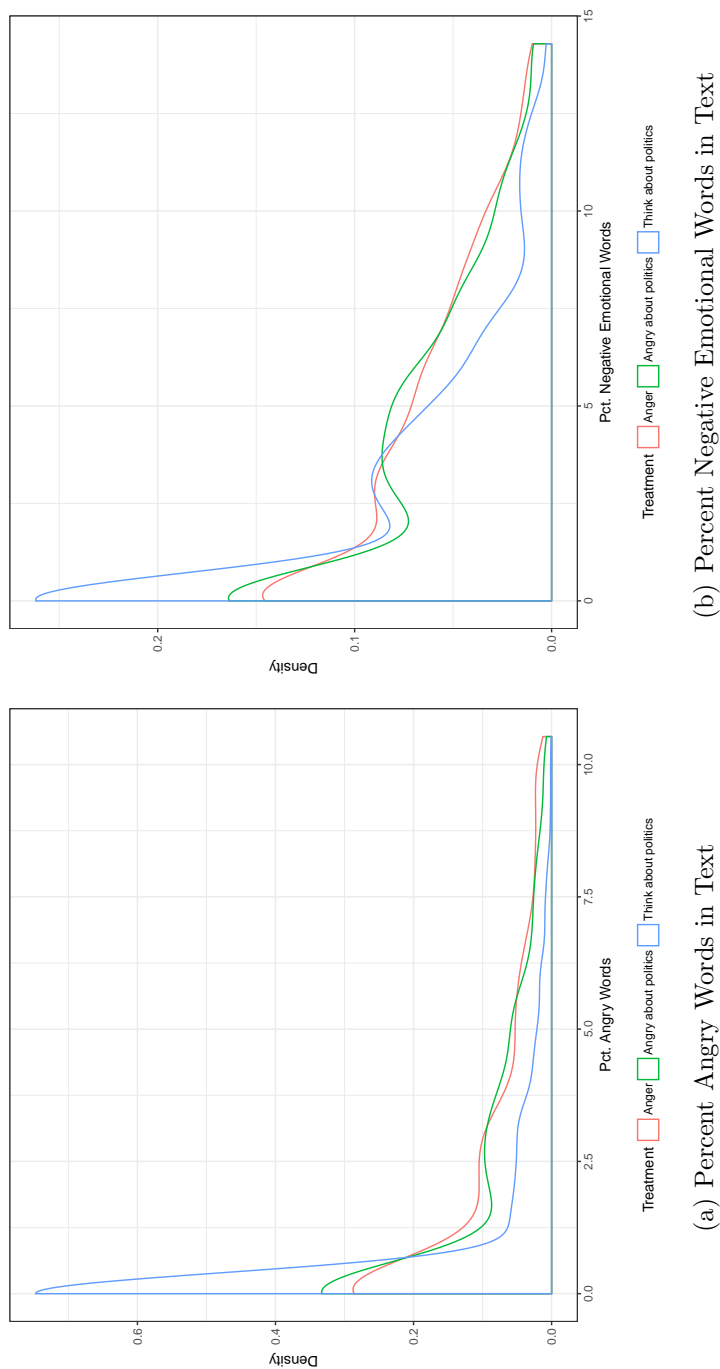 Density
0.6
0.4
0.2
0.0
0.0
2.5
5.0
7.5
10.0
Pct. Angry Words
Treatment Anger Angry about politics Think about politics
(a) Percent Angry Words in Text
Density
0.2
0.1
0.0
0
5
10
15
Pct. Negative Emotional Words
Treatment Anger Angry about politics Think about politics
(b) Percent Negative Emotional Words in Text